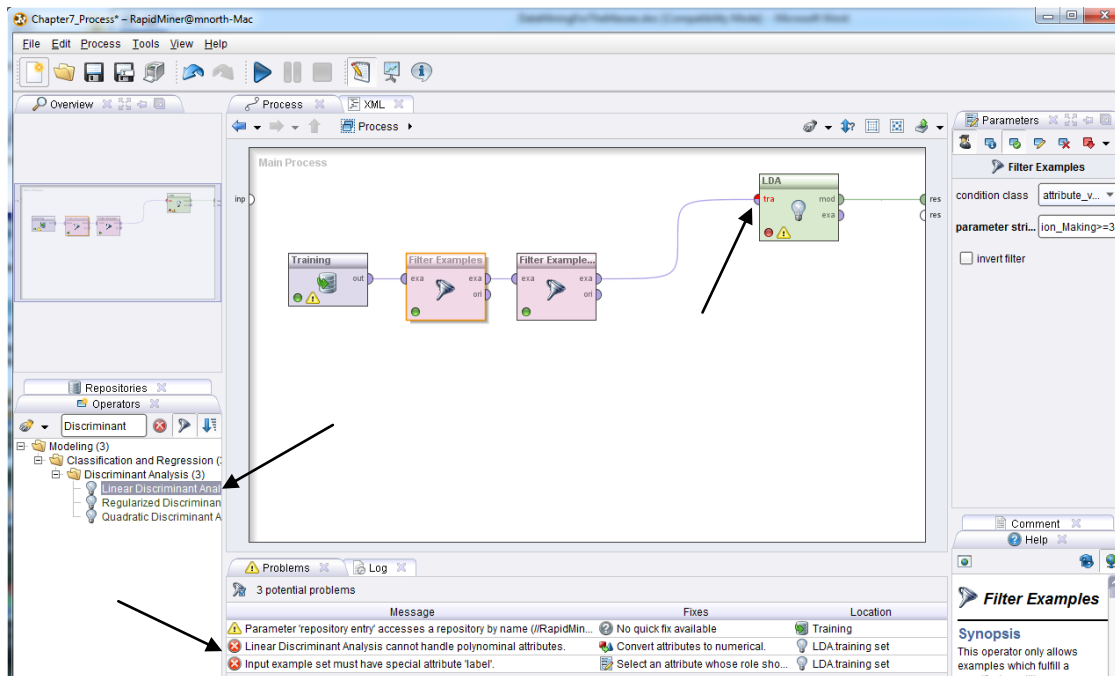 Chapter7_Process* – RapidMiner@mnorth-Mac
File Edit Process Tools View Help
Overview
Process
XML
Process
Parameters
Filter Examples
condition class
attribute_v...
parameter stri...
ion_Making>=3
invert filter
Main Process
inp
res
res
LDA
tra
mod
exa
Training
out
Filter Examples
exa
exa
ori
Filter Example...
exa
exa
ori
Repositories
Operators
Discriminant
Modeling (3)
Classification and Regression (
Discriminant Analysis (3)
Linear Discriminant Anal
Regularized Discriminan
Quadratic Discriminant A
Problems
Log
3 potential problems
Message Fixes Location
Parameter 'repository entry' accesses a repository by name (//RapidMin... No quick fix available Training
Linear Discriminant Analysis cannot handle polynominal attributes. Convert attributes to numerical. LDA.training set
Input example set must have special attribute 'label'. Select an attribute whose role sho... LDA.training set
Comment
Help
Filter Examples
Synopsis
This operator only allows
examples which fulfill a